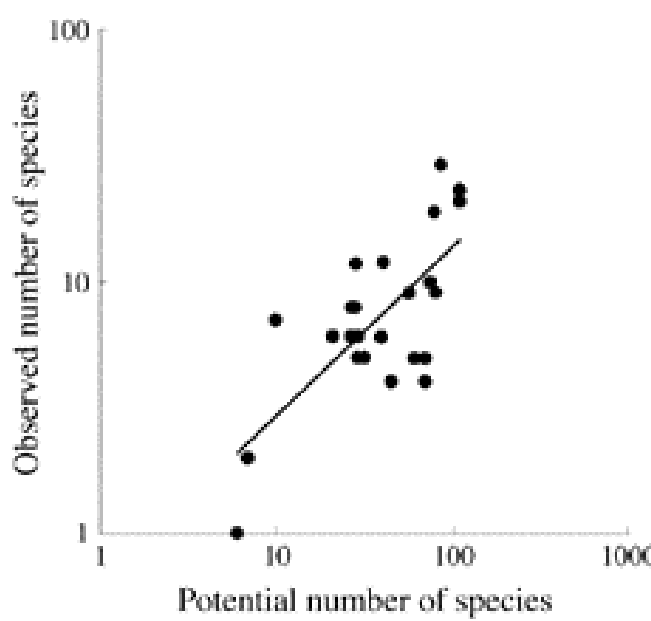 100
Observed number of species
10
1
1 10 100 1000
Potential number of species